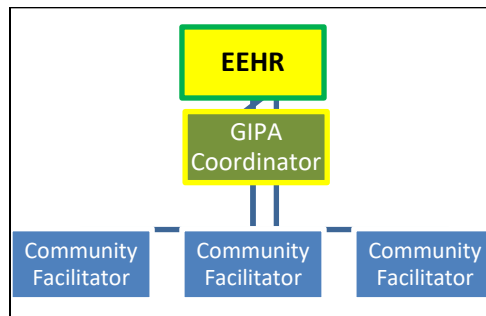 EEHR
GIPA
Coordinator
Community
Facilitator
Community
Facilitator
Community
Facilitator